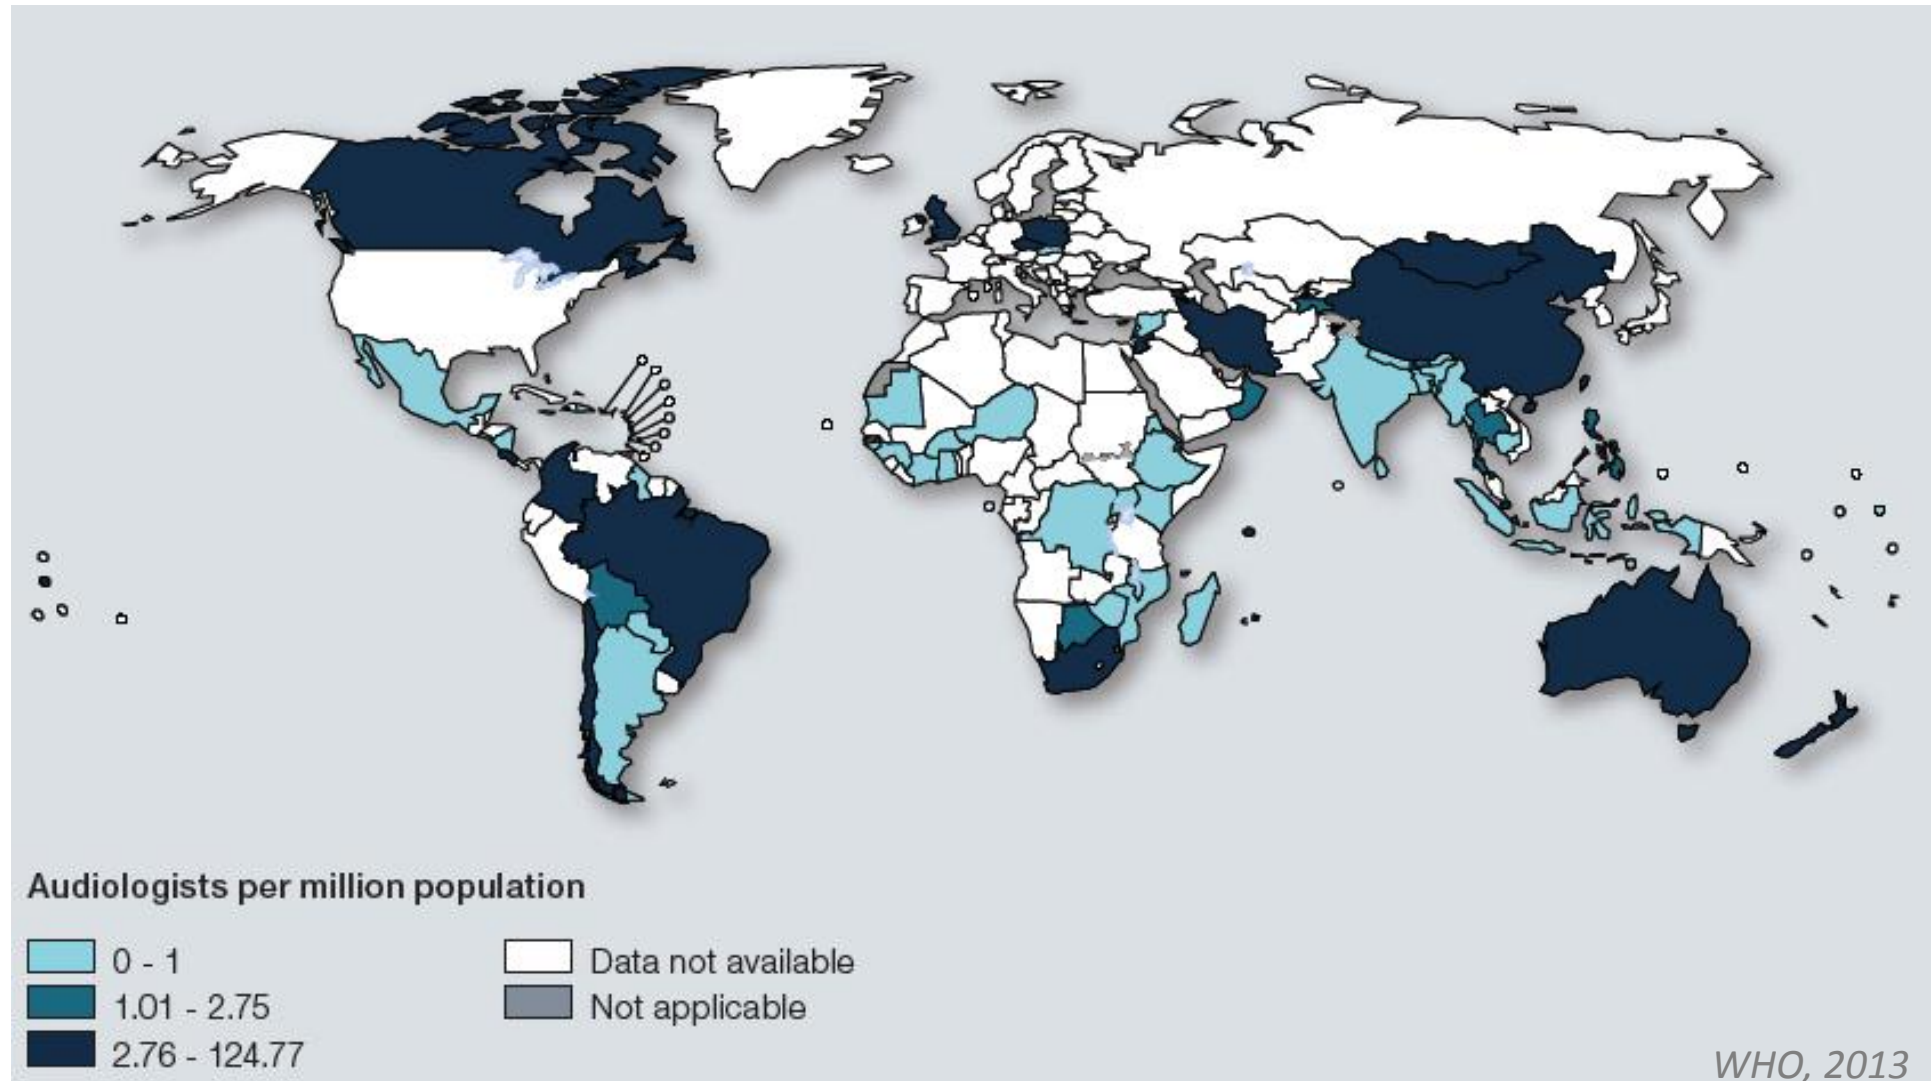 Audiologists per million population
0 - 1
1.01 - 2.75
2.76 - 124.77
Data not available
Not applicable
WHO, 2013